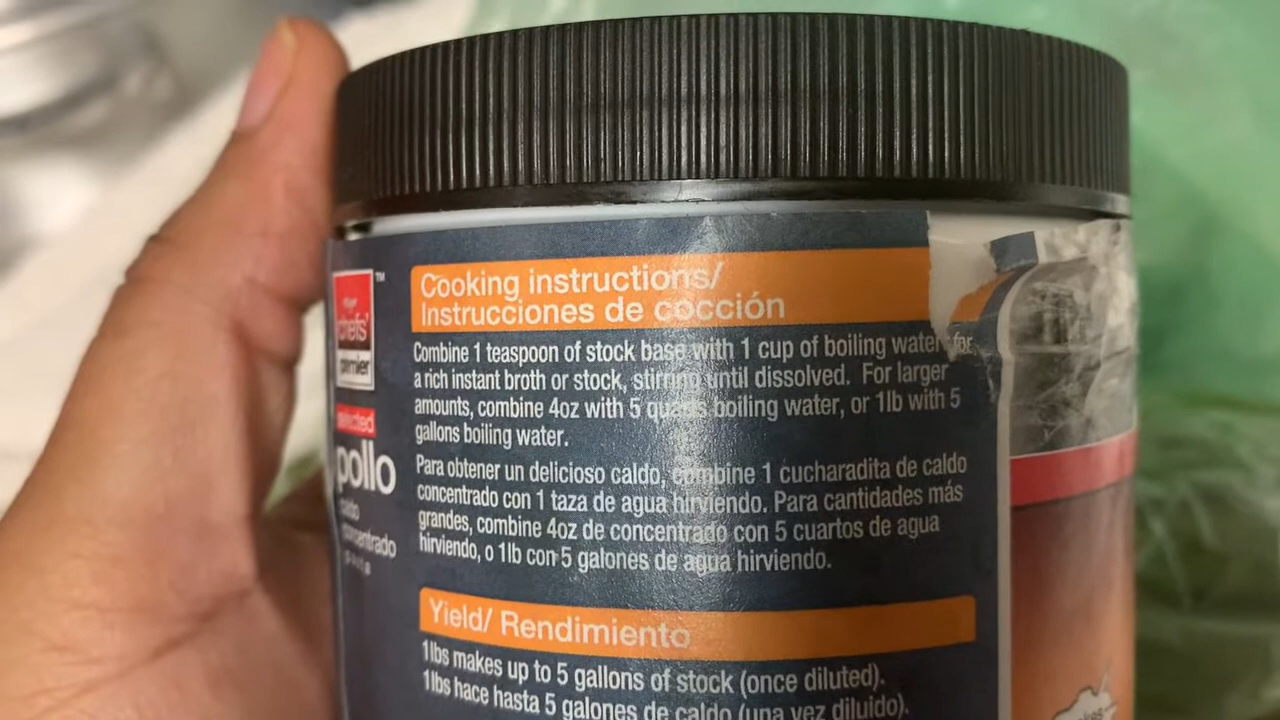 Cooking instructions/
Instrucciones de cocción
Combine 1 teaspoon of stock base with 1 cup of boiling water for
a rich instant broth or stock, stirring until dissolved. For larger
amounts, combine 4oz with 5 quarts boiling water, or 1lb with 5
gallons boiling water.
Para obtener un delicioso caldo, combine 1 cucharadita de caldo
concentrado con 1 taza de agua hirviendo. Para cantidades más
grandes, combine 4oz de concentrado con 5 cuartos de agua
hirviendo, o 1lb con 5 galones de agua hirviendo.
Yield/ Rendimiento
1lbs makes up to 5 gallons of stock (once diluted).
1lbs hace hasta 5 galones de caldo (una vez diluido).
TM
chefs'
premier
selected
pollo
caldo
concentrado